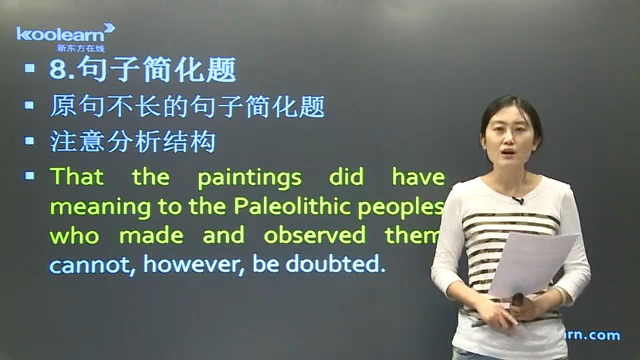 koolearn
新东方在线
8.句子简化题
原句不长的句子简化题
注意分析结构
That the paintings did have
meaning to the Paleolithic peoples
who made and observed them
cannot, however, be doubted.
rn.com